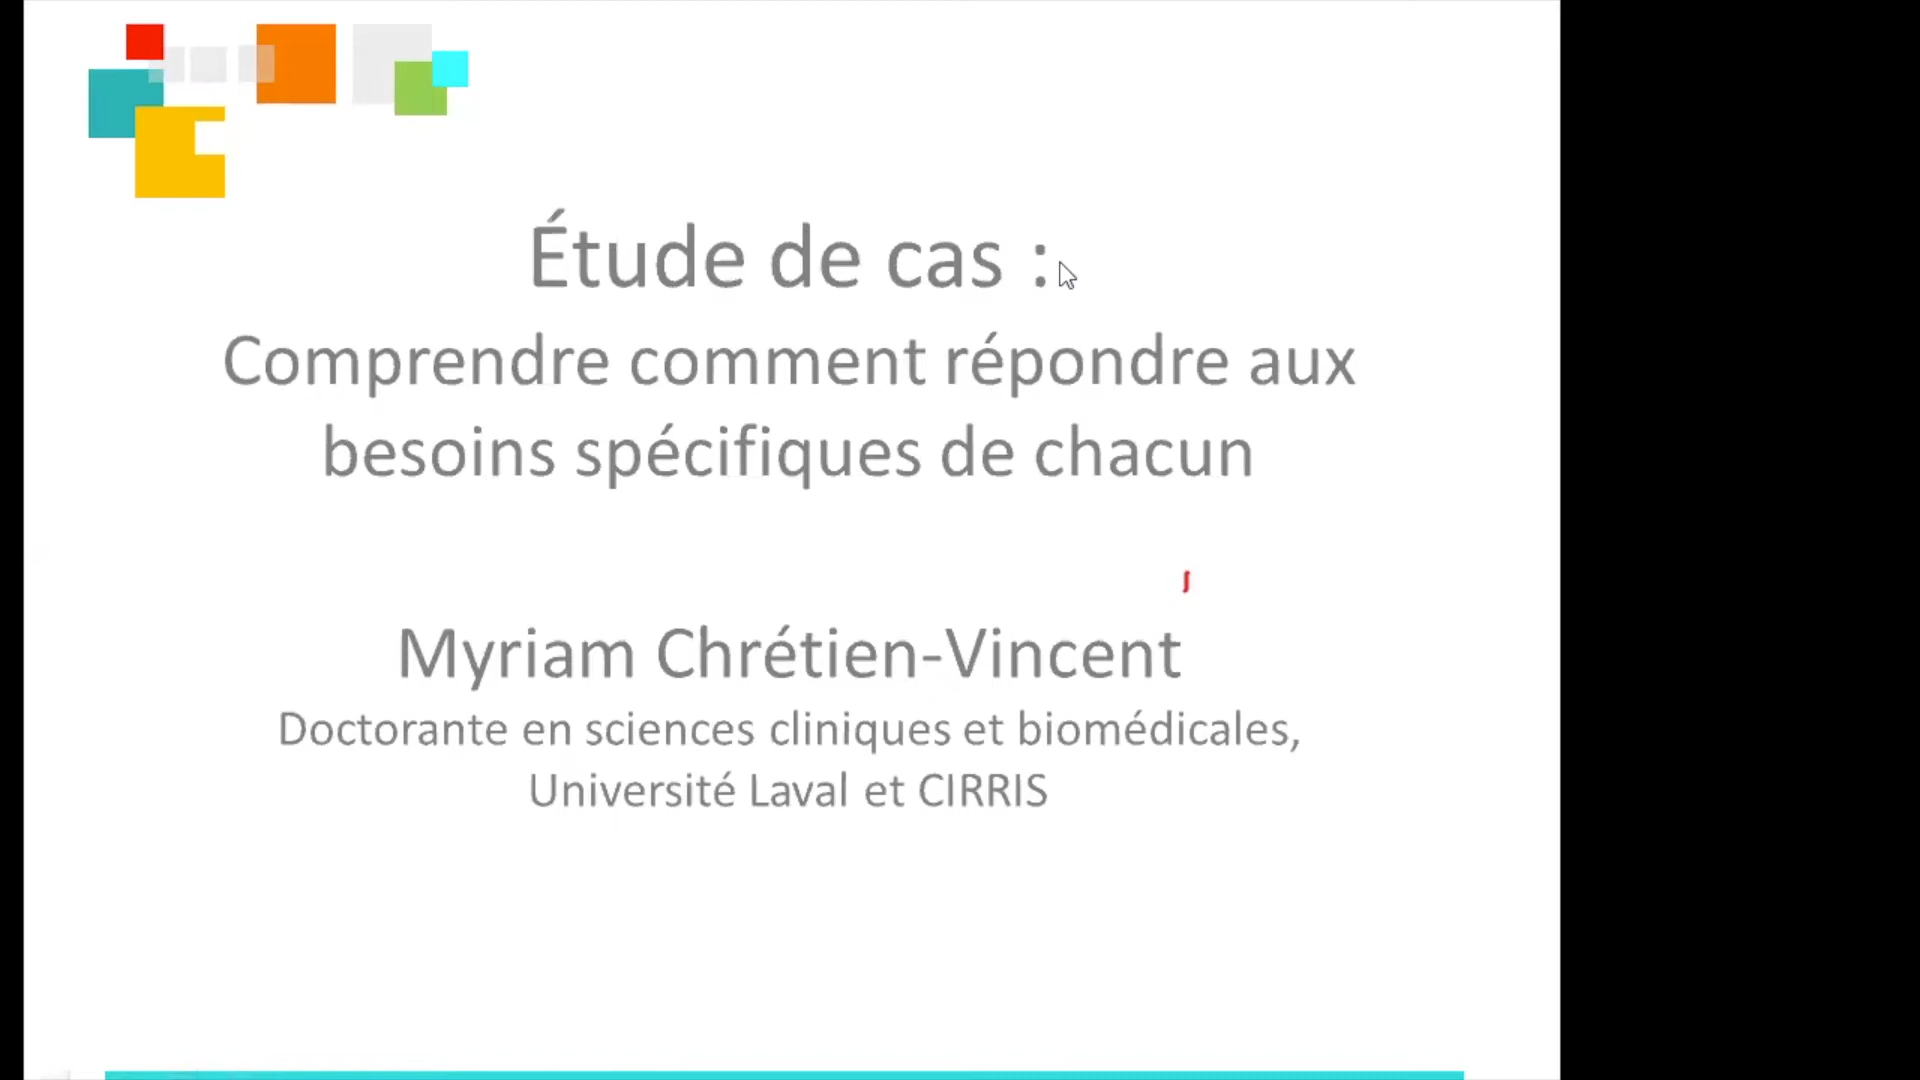 Étude de cas :
Comprendre comment répondre aux
besoins spécifiques de chacun
Myriam Chrétien-Vincent
Doctorante en sciences cliniques et biomédicales,
Université Laval et CIRRIS